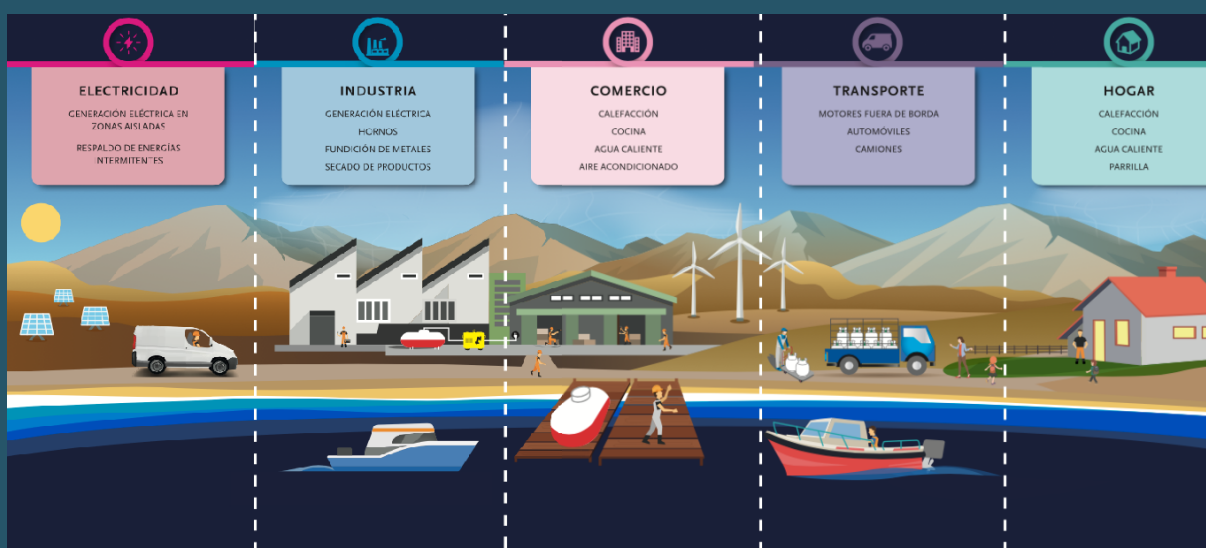 ELECTRICIDAD
GENERACIÓN ELÉCTRICA EN
ZONAS AISLADAS
RESPALDO DE ENERGÍAS
INTERMITENTES
INDUSTRIA
GENERACIÓN ELÉCTRICA
HORNOS
FUNDICIÓN DE METALES
SECADO DE PRODUCTOS
COMERCIO
CALEFACCIÓN
COCINA
AGUA CALIENTE
AIRE ACONDICIONADO
TRANSPORTE
MOTORES FUERA DE BORDA
AUTOMÓVILES
CAMIONES
HOGAR
CALEFACCIÓN
COCINA
AGUA CALIENTE
PARRILLA